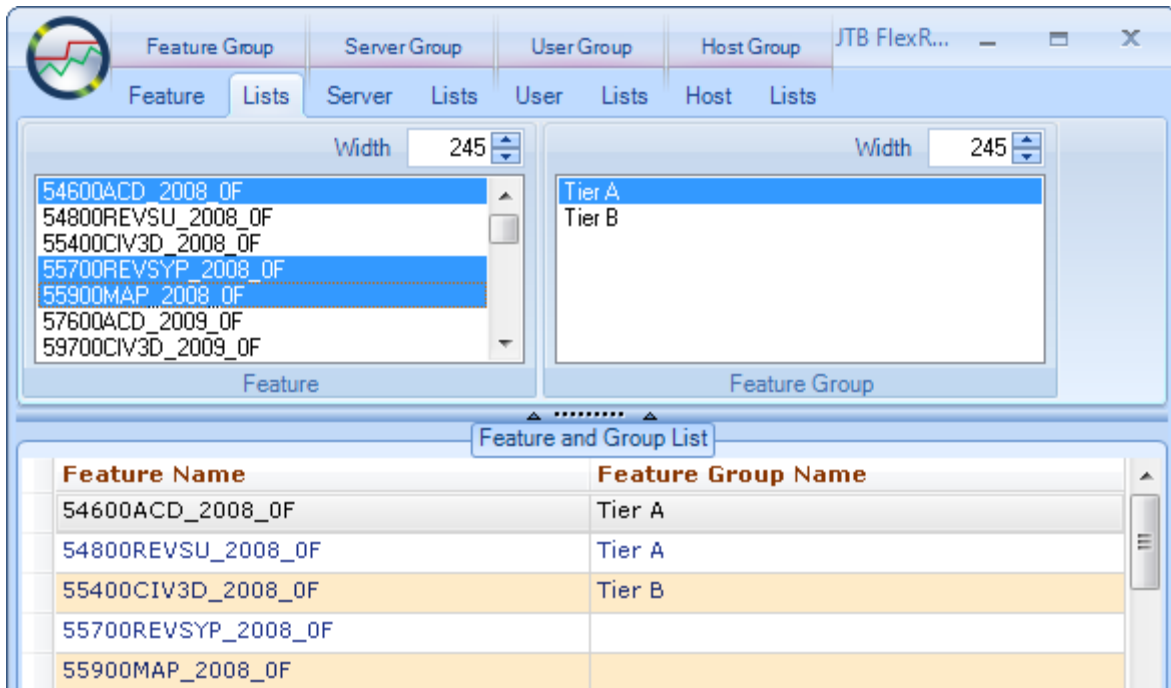 Feature Group Server Group User Group Host Group JTB FlexR...
Feature Lists Server Lists User Lists Host Lists
Width 245 Width 245
54600ACD_2008_0F
54800REVSU_2008_0F
55400CIV3D_2008_0F
55700REVSYP_2008_0F
55900MAP_2008_0F
57600ACD_2009_0F
59700CIV3D_2009_0F
Feature
Tier A
Tier B
Feature Group
Feature and Group List
Feature Name Feature Group Name
54600ACD_2008_0F Tier A
54800REVSU_2008_0F Tier A
55400CIV3D_2008_0F Tier B
55700REVSYP_2008_0F
55900MAP_2008_0F